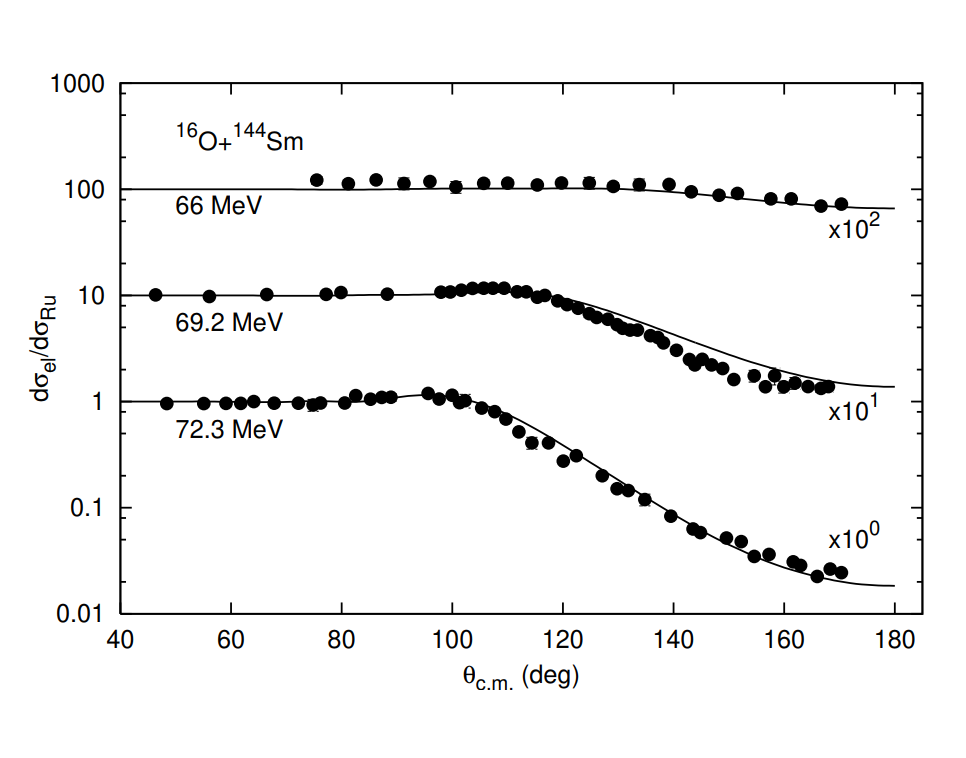 1000
100
10
1
0.1
0.01
dσel/dσRu
¹⁶O+¹⁴⁴Sm
66 MeV
x10²
69.2 MeV
x10¹
72.3 MeV
x10⁰
40 60 80 100 120 140 160 180
θc.m. (deg)